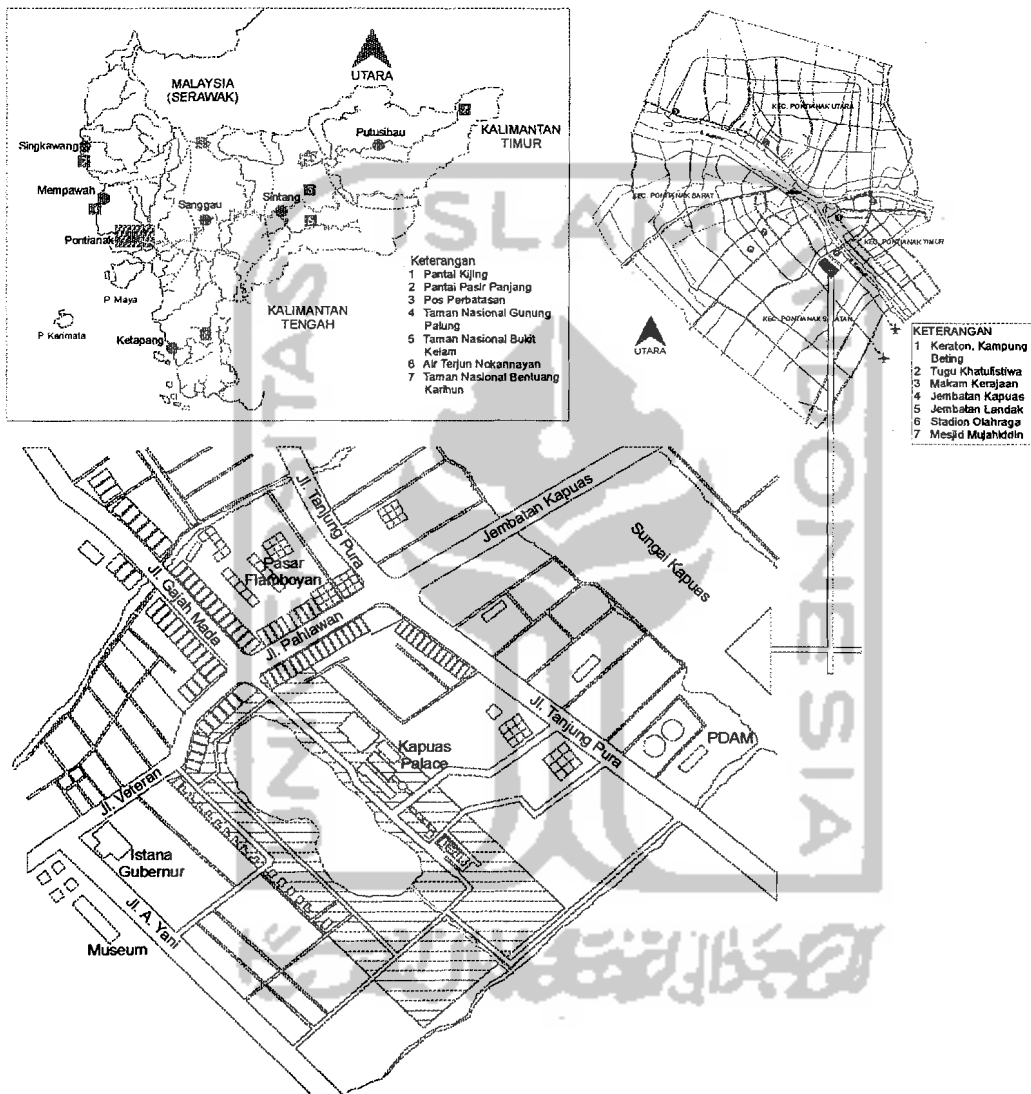 MALAYSIA
(SERAWAK)
UTARA
KALIMANTAN
TIMUR
Putusibau
Singkawang
Mempawah
Sanggau
Sintang
Pontianak
P Maya
P Kerimata
Ketapang
KALIMANTAN
TENGAH
Keterangan
1 Pantai Kijing
2 Pantai Pasir Panjang
3 Pos Perbatasan
4 Taman Nasional Gunung
Palung
5 Taman Nasional Bukit
Kelam
6 Air Terjun Nokannayan
7 Taman Nasional Bentuang
Karihun
KEC. PONTIANAK UTARA
KEC. PONTIANAK BARAT
KEC. PONTIANAK TIMUR
KEC. PONTIANAK SELATAN
UTARA
KETERANGAN
1 Keraton, Kampung
Beting
2 Tugu Khatulistiwa
3 Makam Kerajaan
4 Jembatan Kapuas
5 Jembatan Landak
6 Stadion Olahraga
7 Mesjid Mujahiddin
Jl. Tanjung Pura
Jembatan Kapuas
Sungai Kapuas
Pasar
Flamboyan
Jl. Gajah Mada
Jl. Pahlawan
Jl. Tanjung Pura
Kapuas
Palace
PDAM
Jl. Veteran
Istana
Gubernur
Jl. A. Yani
Museum
UNIVERSITAS
ISLAM
INDONESIA